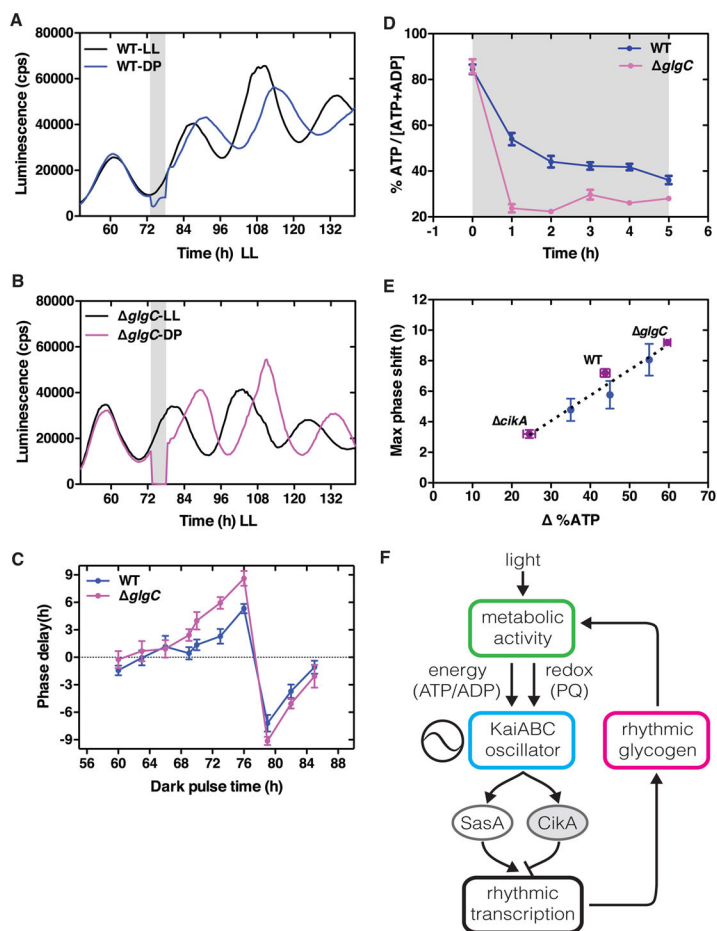 A
WT-LL
WT-DP
80000
60000
40000
20000
0
Luminescence (cps)
60 72 84 96 108 120 132
Time (h) LL
B
ΔglgC-LL
ΔglgC-DP
80000
60000
40000
20000
0
Luminescence (cps)
60 72 84 96 108 120 132
Time (h) LL
C
WT
ΔglgC
9
6
3
0
-3
-6
-9
Phase delay(h)
56 60 64 68 72 76 80 84 88
Dark pulse time (h)
D
WT
ΔglgC
100
80
60
40
20
% ATP / [ATP+ADP]
-1 0 1 2 3 4 5 6
Time (h)
E
12
10
8
6
4
2
0
Max phase shift (h)
ΔglgC
WT
ΔcikA
0 10 20 30 40 50 60 70
Δ %ATP
F
light
metabolic
activity
energy
(ATP/ADP)
redox
(PQ)
KaiABC
oscillator
rhythmic
glycogen
SasA
CikA
rhythmic
transcription